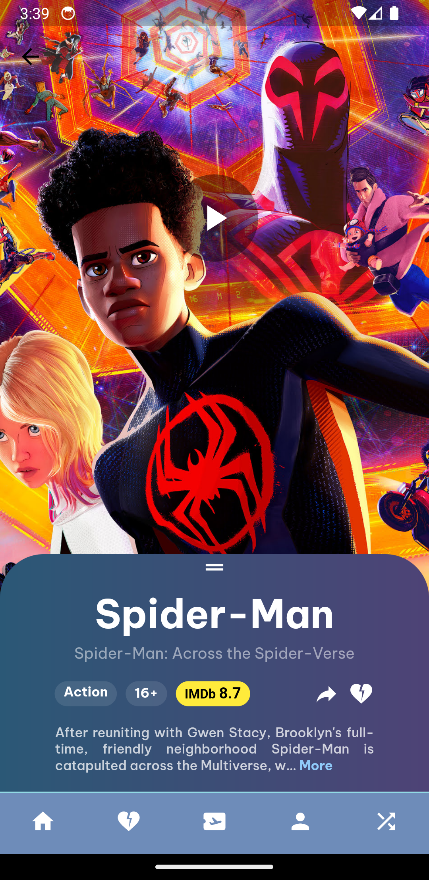 3:39
Spider-Man
Spider-Man: Across the Spider-Verse
Action 16+ IMDb 8.7
After reuniting with Gwen Stacy, Brooklyn's full-
time, friendly neighborhood Spider-Man is
catapulted across the Multiverse, w... More